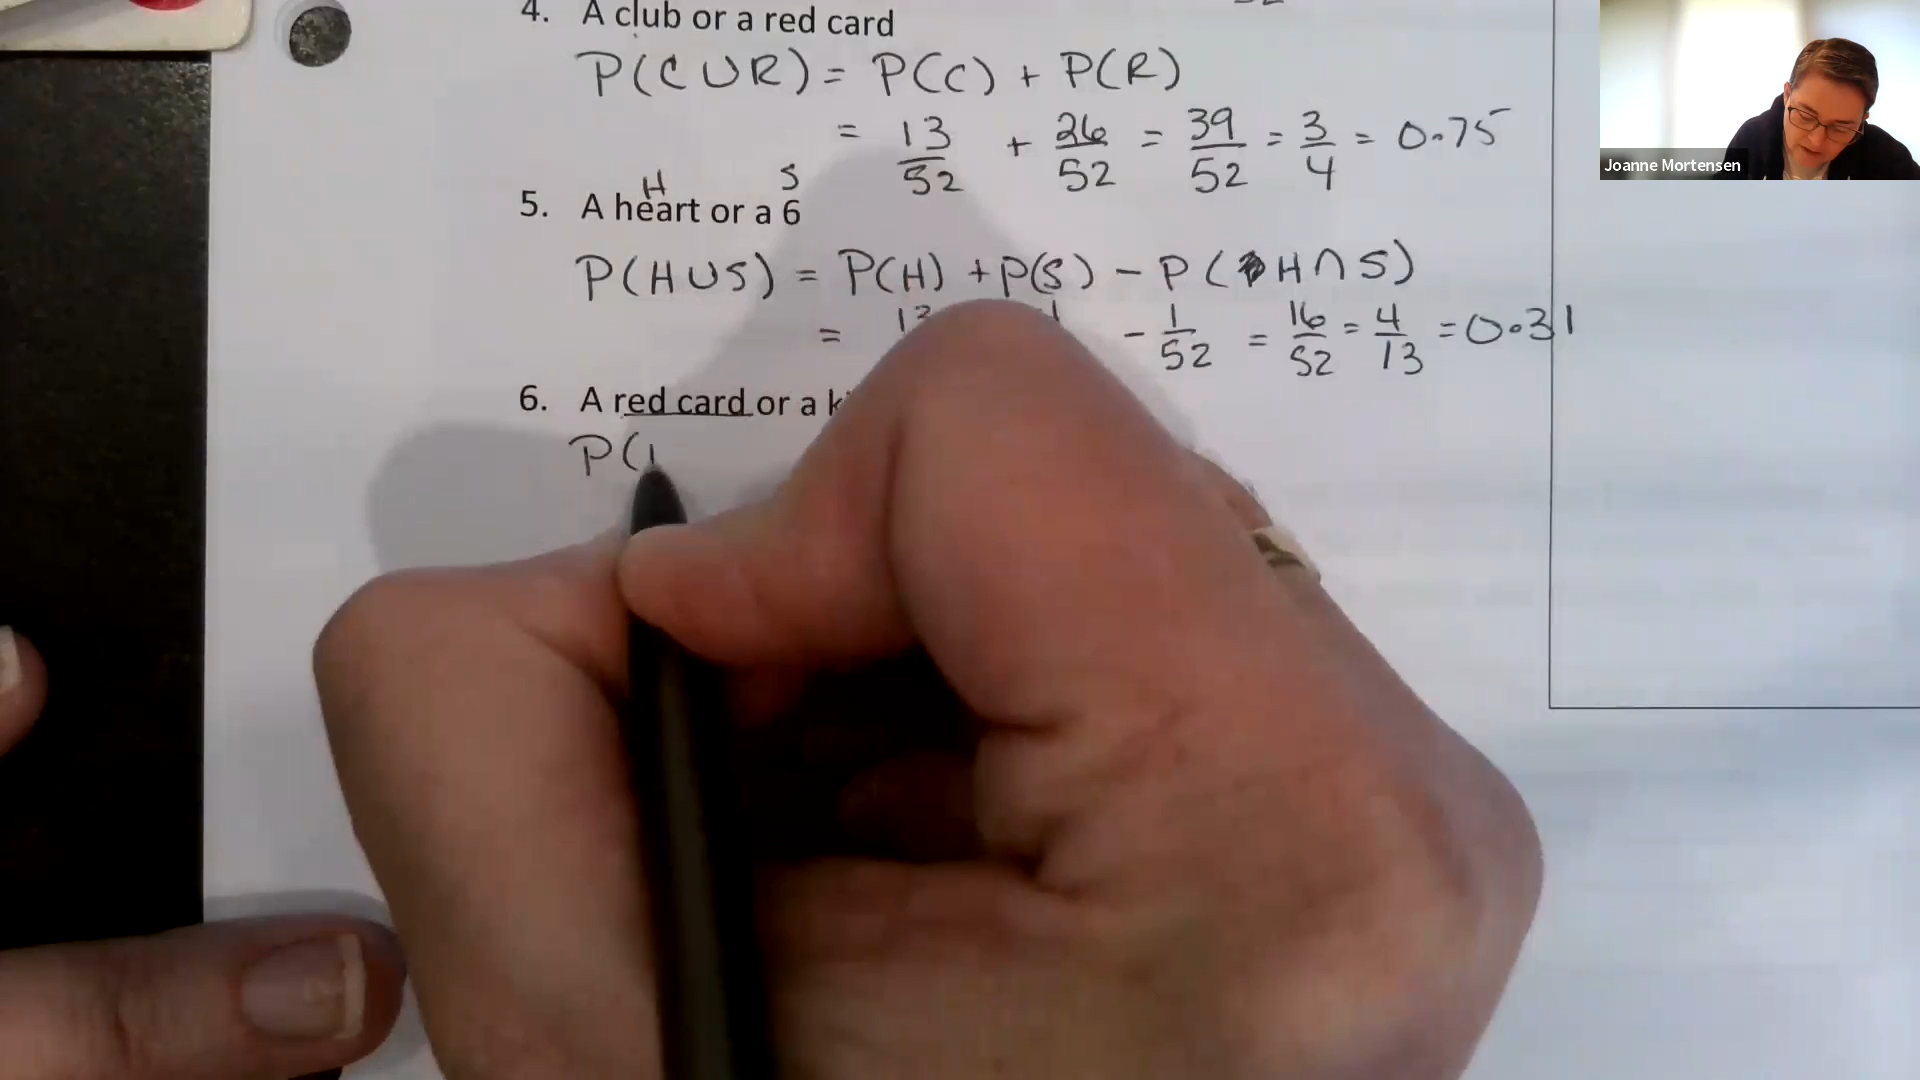 4. A club or a red card
P(C∪R) = P(C) + P(R)
= 13/52 + 26/52 = 39/52 = 3/4 = 0.75
H S
5. A heart or a 6
P(H∪S) = P(H) + P(S) - P(H∩S)
= - 1/52 = 16/52 = 4/13 = 0.31
6. A red card or a
P(
Joanne Mortensen